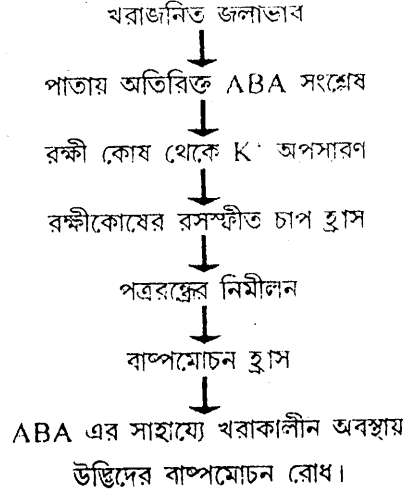 খরাজনিত জলাভাব
পাতায় অতিরিক্ত ABA সংশ্লেষ
রক্ষী কোষ থেকে K⁺ অপসারণ
রক্ষীকোষের রসস্ফীত চাপ হ্রাস
পত্ররন্ধ্রের নিমীলন
বাষ্পমোচন হ্রাস
ABA এর সাহায্যে খরাকালীন অবস্থায়
উদ্ভিদের বাষ্পমোচন রোধ।